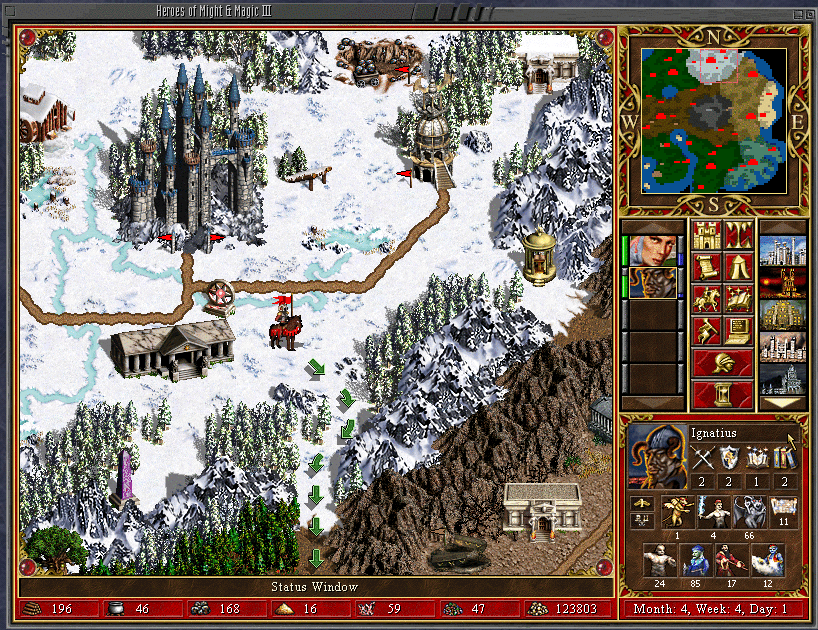 Heroes of Might & Magic III
N
W
E
S
Ignatius
2 2 1 2
1 4 66 11
24 85 17 12
Status Window
196 46 168 16 59 47 123803 Month: 4, Week: 4, Day: 1